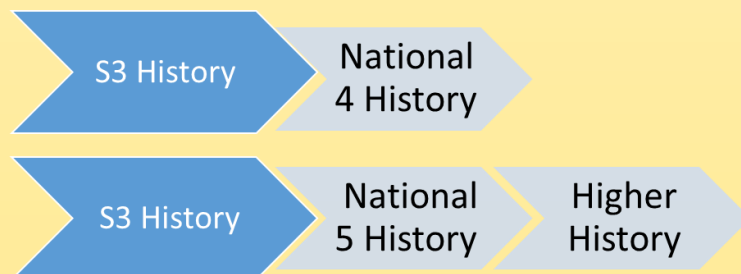 S3 History
National
4 History
S3 History
National
5 History
Higher
History